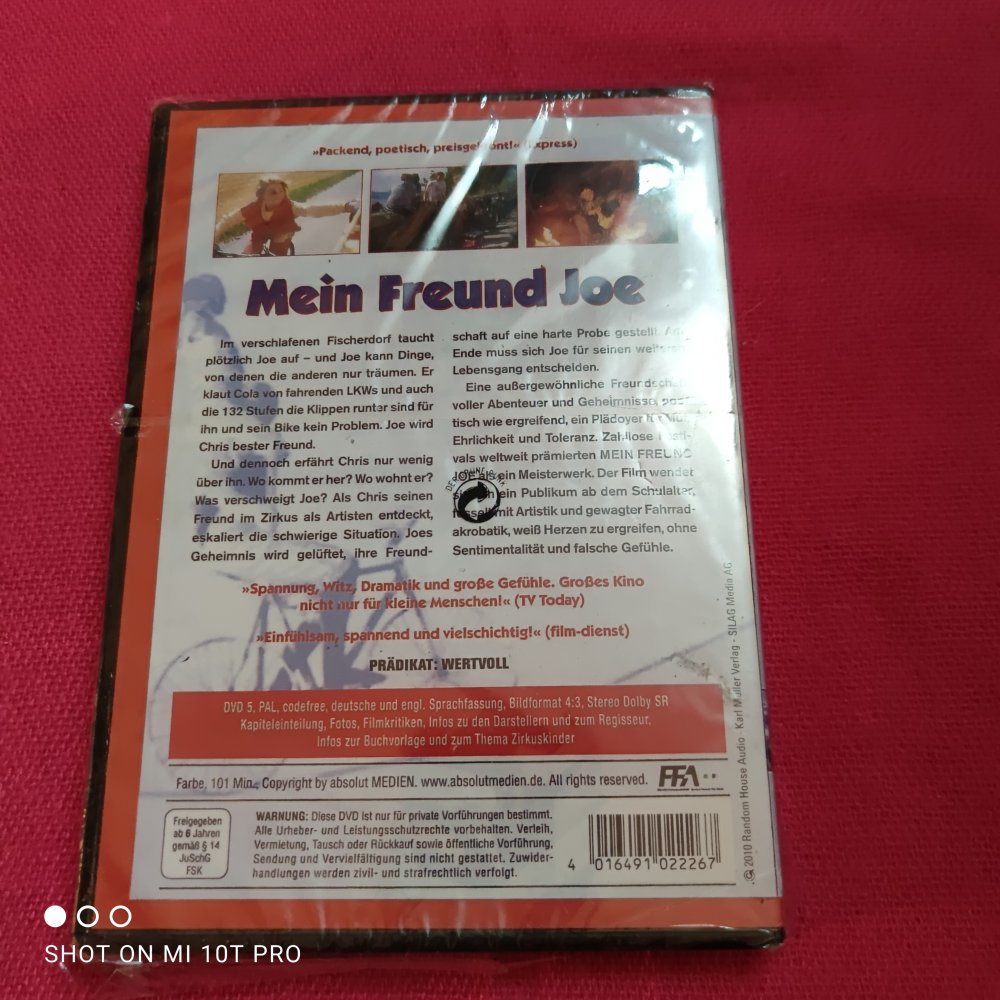 »Packend, poetisch, preisgekrönt!« (Express)
Mein Freund Joe
Im verschlafenen Fischerdorf taucht
plötzlich Joe auf – und Joe kann Dinge,
von denen die anderen nur träumen. Er
klaut Cola von fahrenden LKWs und auch
die 132 Stufen die Klippen runter sind für
ihn und sein Bike kein Problem. Joe wird
Chris bester Freund.
Und dennoch erfährt Chris nur wenig
über ihn. Wo kommt er her? Wo wohnt er?
Was verschweigt Joe? Als Chris seinen
Freund im Zirkus als Artisten entdeckt,
eskaliert die schwierige Situation. Joes
Geheimnis wird gelüftet, ihre Freund-
schaft auf eine harte Probe gestellt. Am
Ende muss sich Joe für seinen weiteren
Lebensgang entscheiden.
Eine außergewöhnliche Freundschaft
voller Abenteuer und Geheimnisse, poe-
tisch wie ergreifend, ein Plädoyer für Mut,
Ehrlichkeit und Toleranz. Zahllose Festi-
vals weltweit prämierten MEIN FREUND
JOE als ein Meisterwerk. Der Film wendet
sich an ein Publikum ab dem Schulalter,
fesselt mit Artistik und gewagter Fahrrad-
akrobatik, weiß Herzen zu ergreifen, ohne
Sentimentalität und falsche Gefühle.
DER GRÜNE PUNKT
»Spannung, Witz, Dramatik und große Gefühle. Großes Kino
nicht nur für kleine Menschen!« (TV Today)
»Einfühlsam, spannend und vielschichtig!« (film-dienst)
PRÄDIKAT: WERTVOLL
DVD 5, PAL, codefree, deutsche und engl. Sprachfassung, Bildformat 4:3, Stereo Dolby SR
Kapiteleinteilung, Fotos, Filmkritiken, Infos zu den Darstellern und zum Regisseur,
Infos zur Buchvorlage und zum Thema Zirkuskinder
Farbe, 101 Min., Copyright by absolut MEDIEN. www.absolutmedien.de. All rights reserved.
FFA
Freigegeben
ab 6 Jahren
gemäß § 14
JuSchG
FSK
WARNUNG: Diese DVD ist nur für private Vorführungen bestimmt.
Alle Urheber- und Leistungsschutzrechte vorbehalten. Verleih,
Vermietung, Tausch oder Rückkauf sowie öffentliche Vorführung,
Sendung und Vervielfältigung sind nicht gestattet. Zuwider-
handlungen werden zivil- und strafrechtlich verfolgt.
4 016491 022267
© 2010 Random House Audio · Karl Müller Verlag - SILAG Media AG
SHOT ON MI 10T PRO